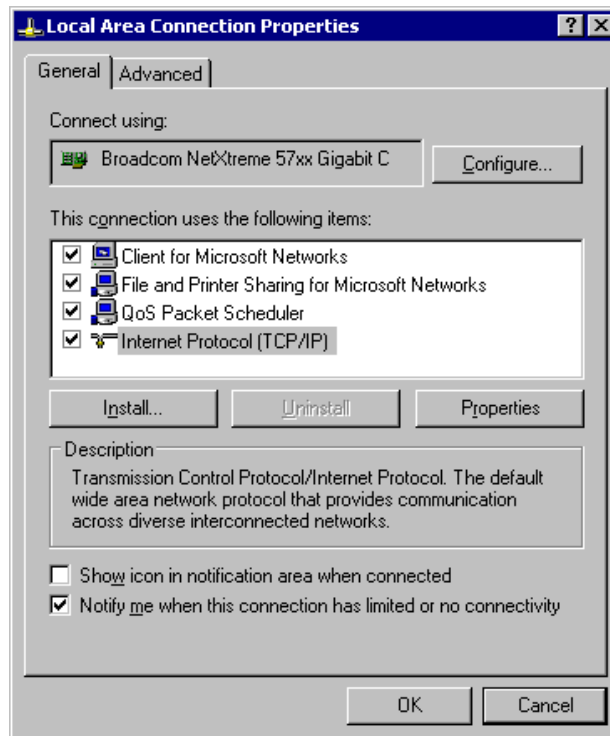 Local Area Connection Properties
General
Advanced
Connect using:
Broadcom NetXtreme 57xx Gigabit C
Configure...
This connection uses the following items:
Client for Microsoft Networks
File and Printer Sharing for Microsoft Networks
QoS Packet Scheduler
Internet Protocol (TCP/IP)
Install...
Uninstall
Properties
Description
Transmission Control Protocol/Internet Protocol. The default
wide area network protocol that provides communication
across diverse interconnected networks.
Show icon in notification area when connected
Notify me when this connection has limited or no connectivity
OK
Cancel